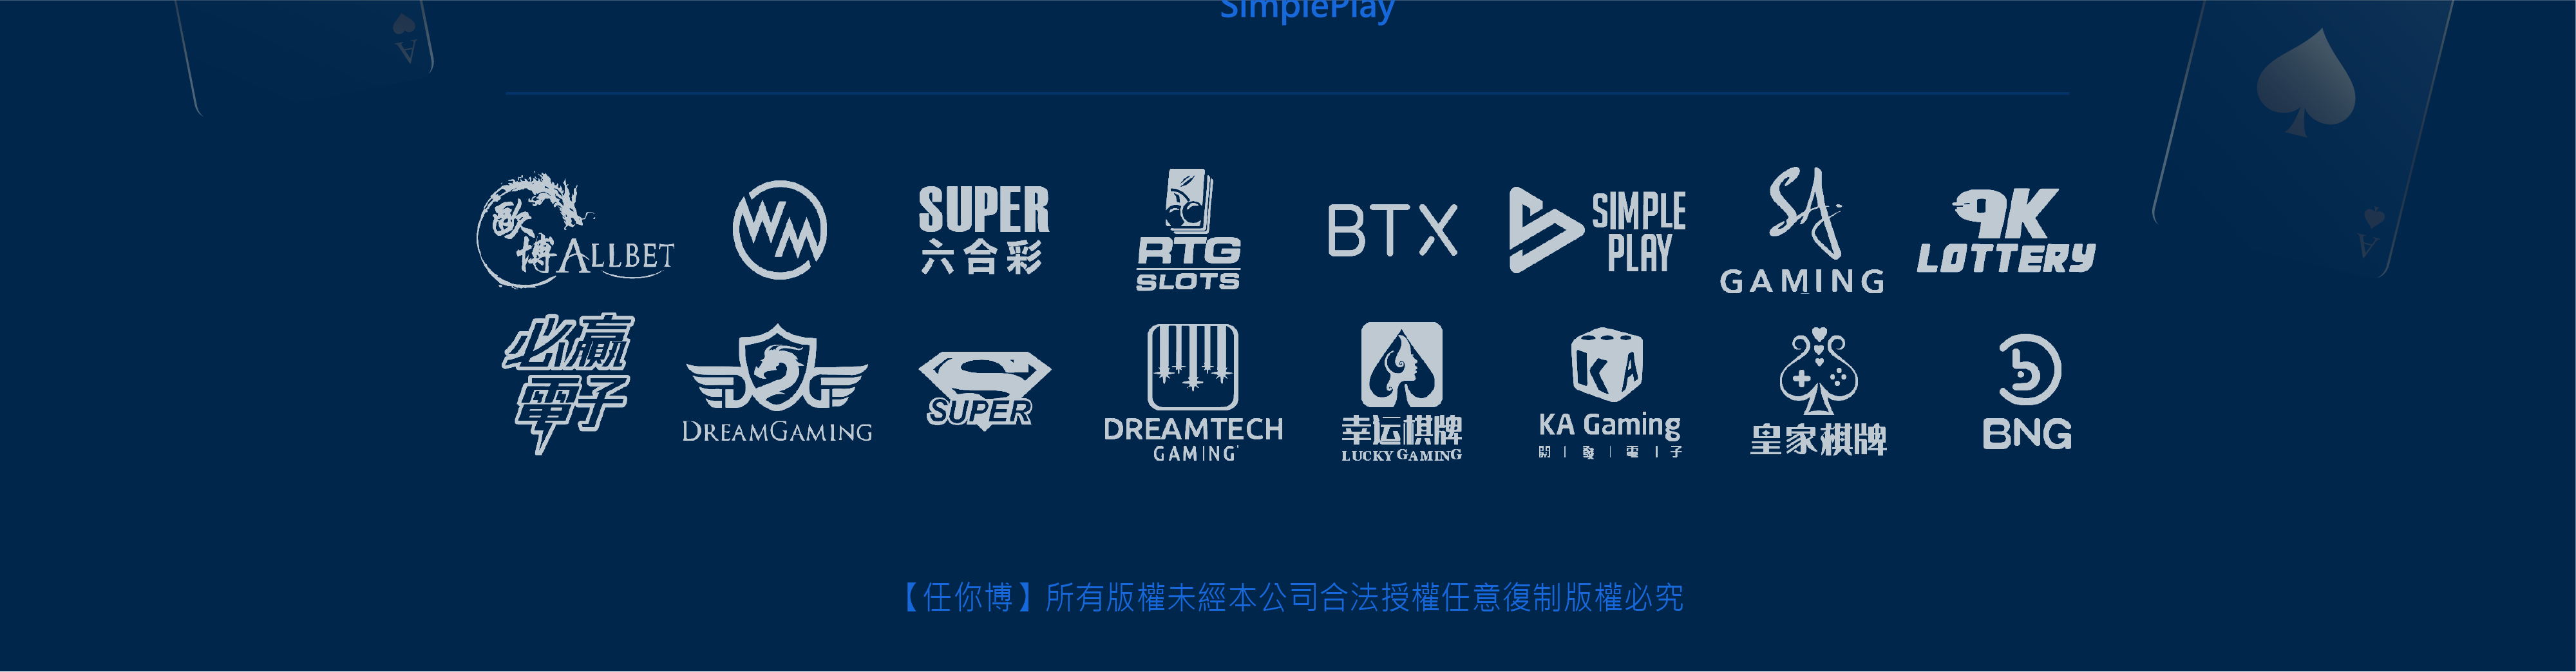 SimplePlay
A
A
歐博 ALLBET
WM
SUPER
六合彩
RTG
SLOTS
BTX
SIMPLE
PLAY
SA
GAMING
9K
LOTTERY
必贏
電子
DG
DREAMGAMING
S
SUPER
DREAMTECH
GAMING
幸运棋牌
LUCKY GAMING
KA
KA Gaming
開 | 發 | 電 | 子
皇家棋牌
b
BNG
【任你博】所有版權未經本公司合法授權任意復制版權必究